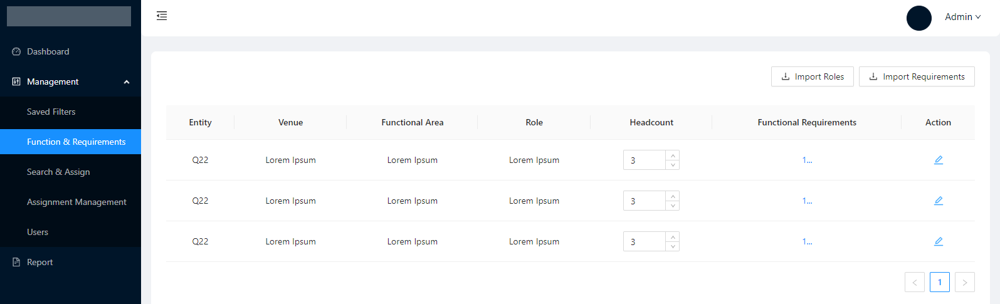 Admin
Dashboard
Management
Saved Filters
Function & Requirements
Search & Assign
Assignment Management
Users
Report
Import Roles Import Requirements
Entity Venue Functional Area Role Headcount Functional Requirements Action
Q22 Lorem Ipsum Lorem Ipsum Lorem Ipsum 3 1...
Q22 Lorem Ipsum Lorem Ipsum Lorem Ipsum 3 1...
Q22 Lorem Ipsum Lorem Ipsum Lorem Ipsum 3 1...
1